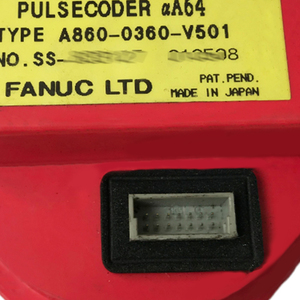 PULSECODER αA64
TYPE A860-0360-V501
NO. SS-
FANUC LTD
PAT. PEND.
MADE IN JAPAN